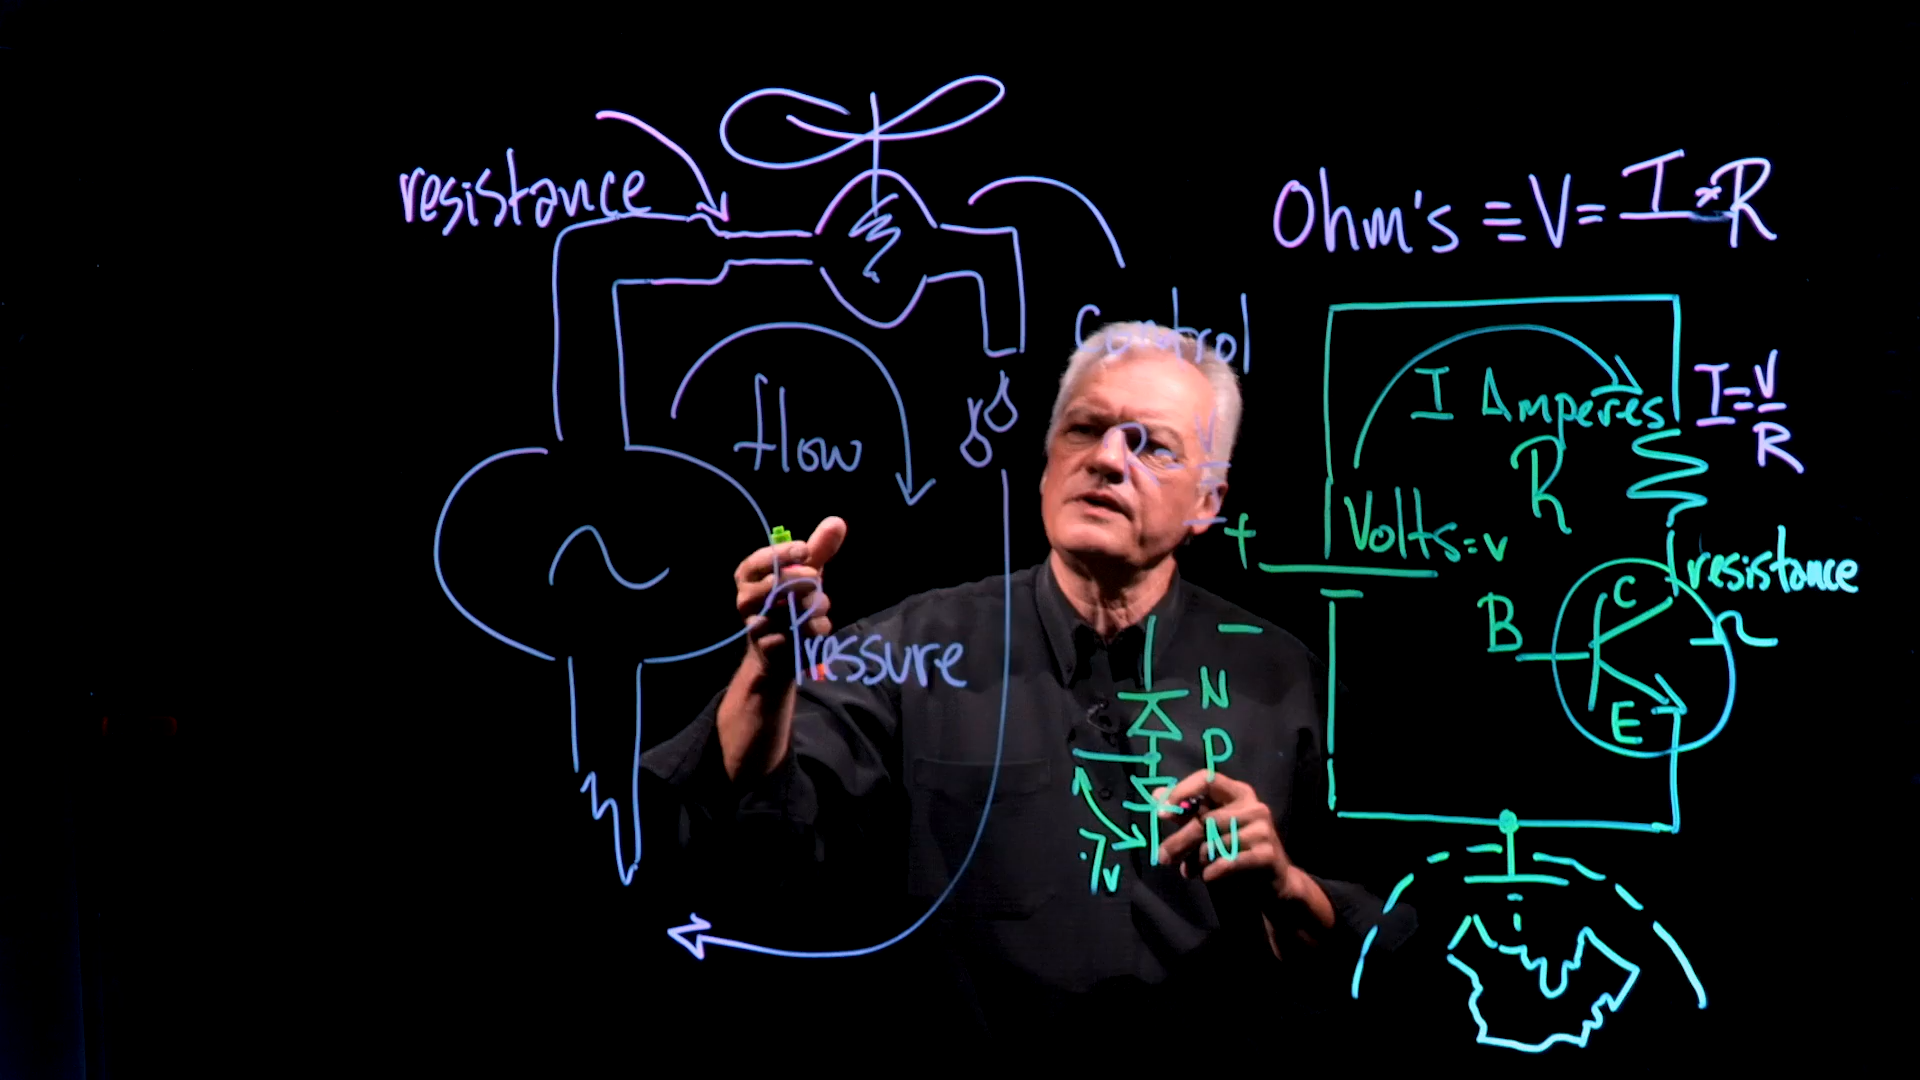 resistance
Ohm's ≡ V = I * R
control
I Amperes
I = V
R
flow
R
+
Volts = v
resistance
C
B
E
Pressure
−
N
P
N
.7v